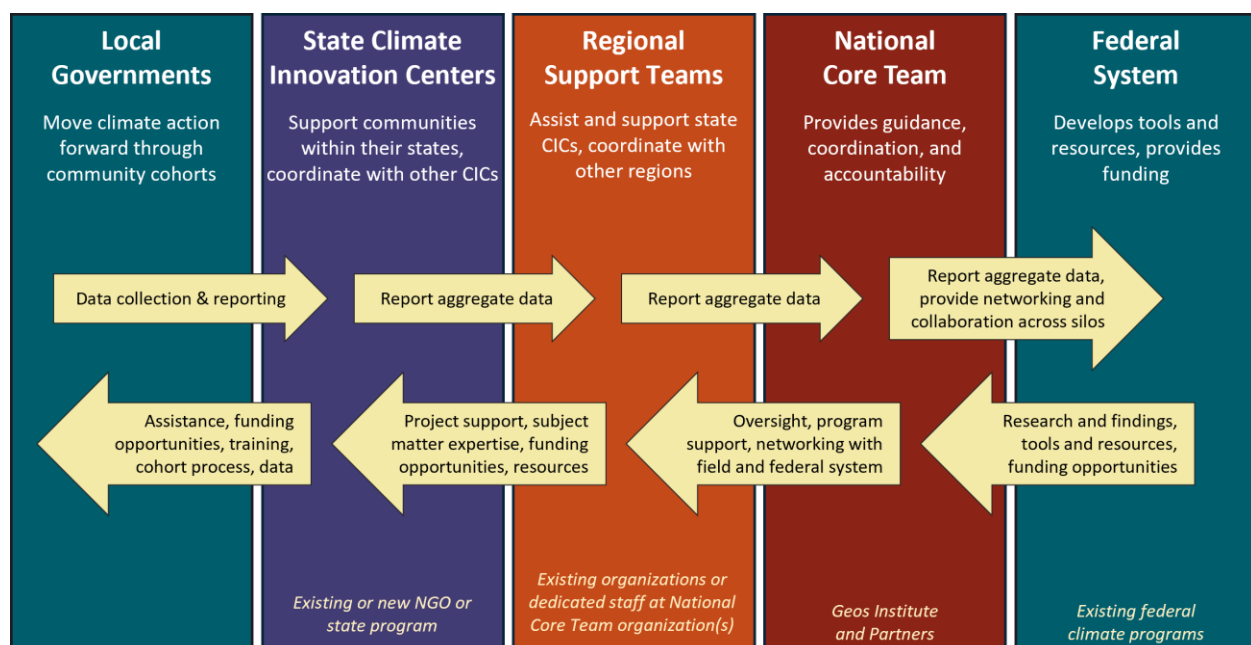 Local
Governments
Move climate action
forward through
community cohorts
State Climate
Innovation Centers
Support communities
within their states,
coordinate with other CICs
Regional
Support Teams
Assist and support state
CICs, coordinate with
other regions
National
Core Team
Provides guidance,
coordination, and
accountability
Federal
System
Develops tools and
resources, provides
funding
Data collection & reporting
Report aggregate data
Report aggregate data
Report aggregate data,
provide networking and
collaboration across silos
Assistance, funding
opportunities, training,
cohort process, data
Project support, subject
matter expertise, funding
opportunities, resources
Oversight, program
support, networking with
field and federal system
Research and findings,
tools and resources,
funding opportunities
Existing or new NGO or
state program
Existing organizations or
dedicated staff at National
Core Team organization(s)
Geos Institute
and Partners
Existing federal
climate programs